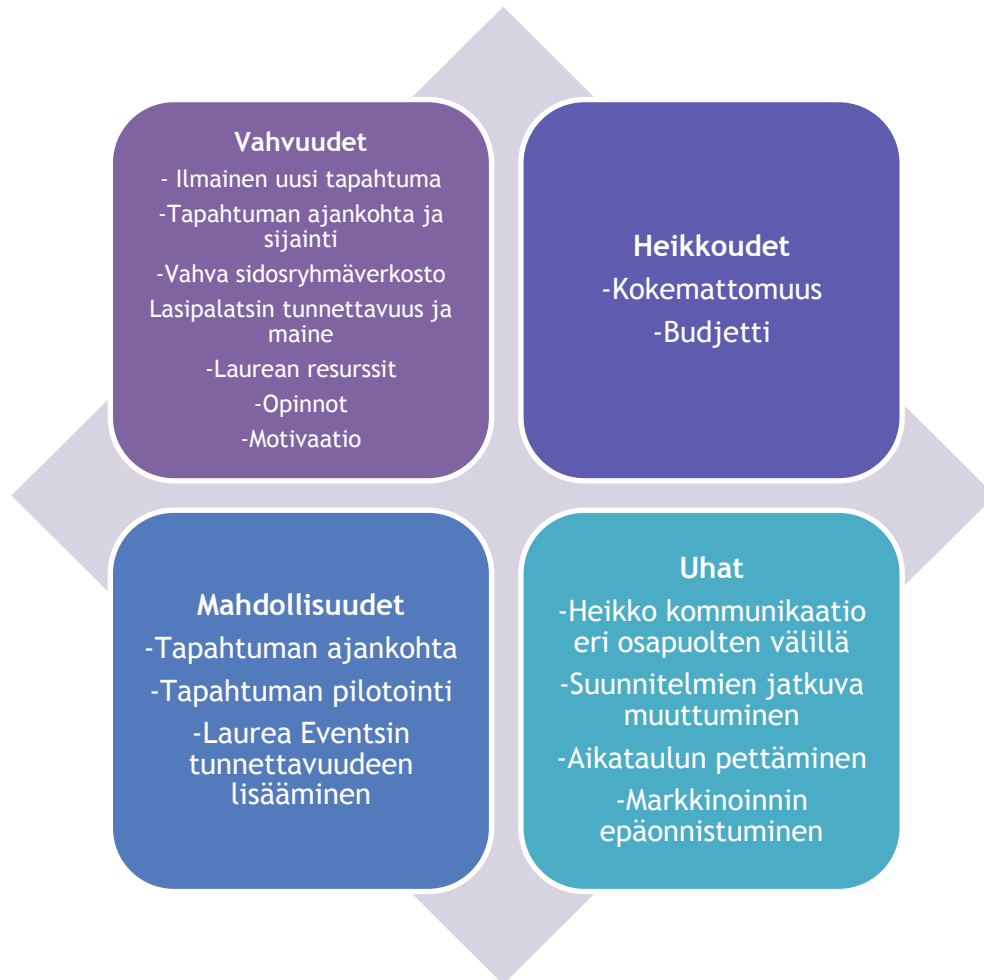 Vahvuudet
- Ilmainen uusi tapahtuma
-Tapahtuman ajankohta ja
sijainti
-Vahva sidosryhmäverkosto
Lasipalatsin tunnettavuus ja
maine
-Laurean resurssit
-Opinnot
-Motivaatio
Heikkoudet
-Kokemattomuus
-Budjetti
Mahdollisuudet
-Tapahtuman ajankohta
-Tapahtuman pilotointi
-Laurea Eventsin
tunnettavuudeen
lisääminen
Uhat
-Heikko kommunikaatio
eri osapuolten välillä
-Suunnitelmien jatkuva
muuttuminen
-Aikataulun pettäminen
-Markkinoinnin
epäonnistuminen